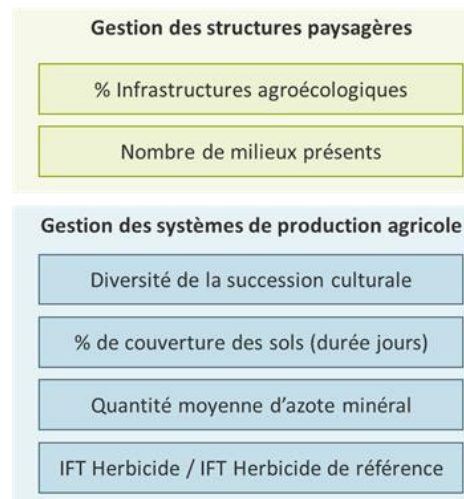 Gestion des structures paysagères
% Infrastructures agroécologiques
Nombre de milieux présents
Gestion des systèmes de production agricole
Diversité de la succession culturale
% de couverture des sols (durée jours)
Quantité moyenne d'azote minéral
IFT Herbicide / IFT Herbicide de référence